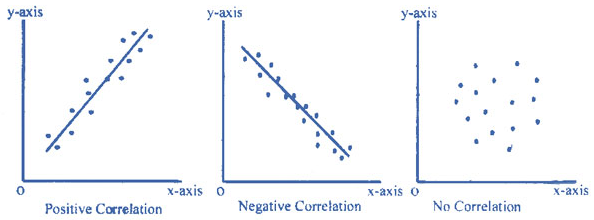 y-axis
O
x-axis
Positive Correlation
y-axis
O
x-axis
Negative Correlation
y-axis
O
x-axis
No Correlation